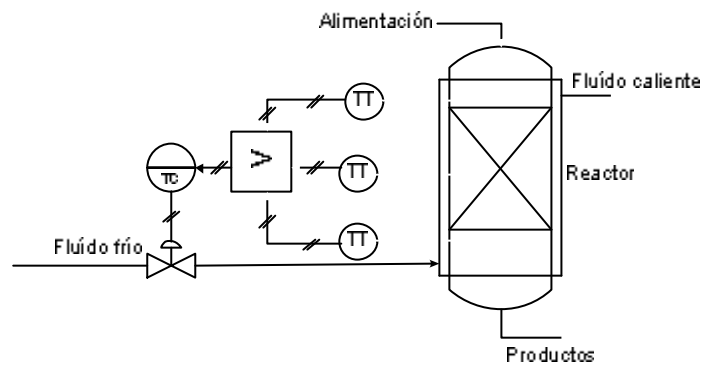 Alimentación
Fluído caliente
TT
>
TC
TT
Reactor
TT
Fluído frío
Productos